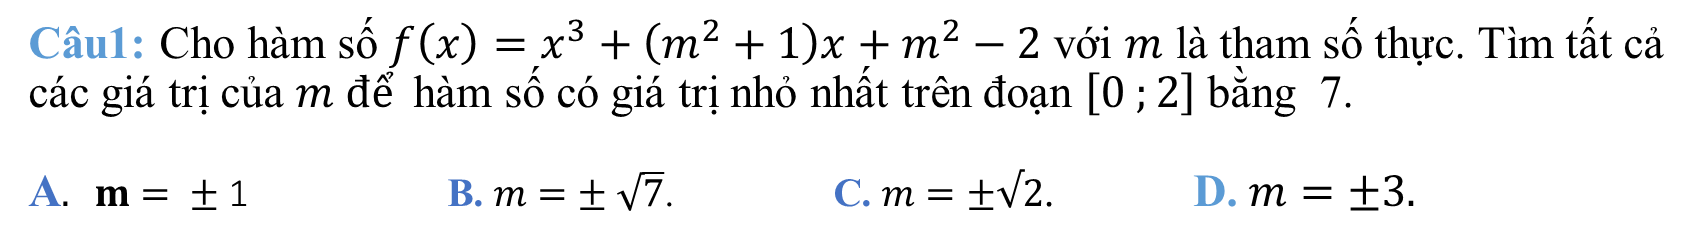 Câu1: Cho hàm số f(x) = x³ + (m² + 1)x + m² − 2 với m là tham số thực. Tìm tất cả
các giá trị của m để hàm số có giá trị nhỏ nhất trên đoạn [0 ; 2] bằng 7.
A. m = ± 1 B. m = ± √7. C. m = ±√2. D. m = ±3.